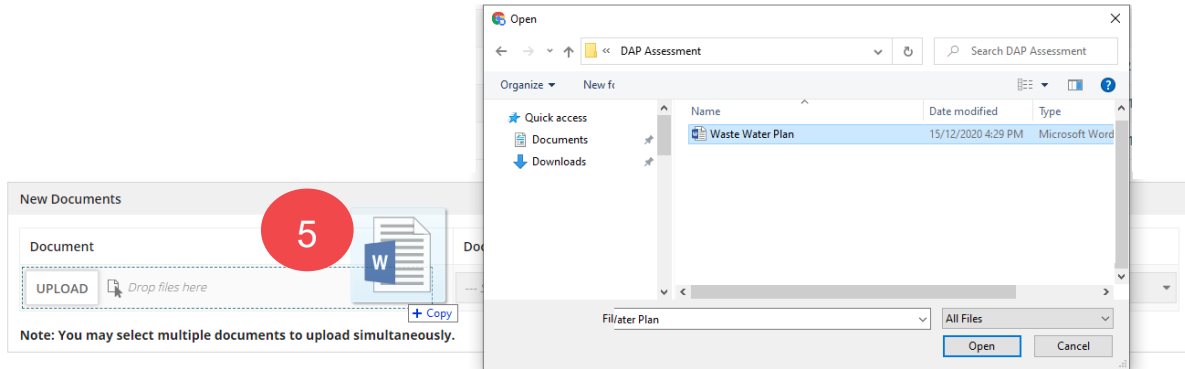 Open
« DAP Assessment
Search DAP Assessment
Organize
New fo
Name
Date modified
Type
Quick access
Documents
Downloads
Waste Water Plan
15/12/2020 4:29 PM
Microsoft Word
New Documents
5
Document
Doc
W
UPLOAD
Drop files here
--- S
+ Copy
Note: You may select multiple documents to upload simultaneously.
Fil/ater Plan
All Files
Open
Cancel